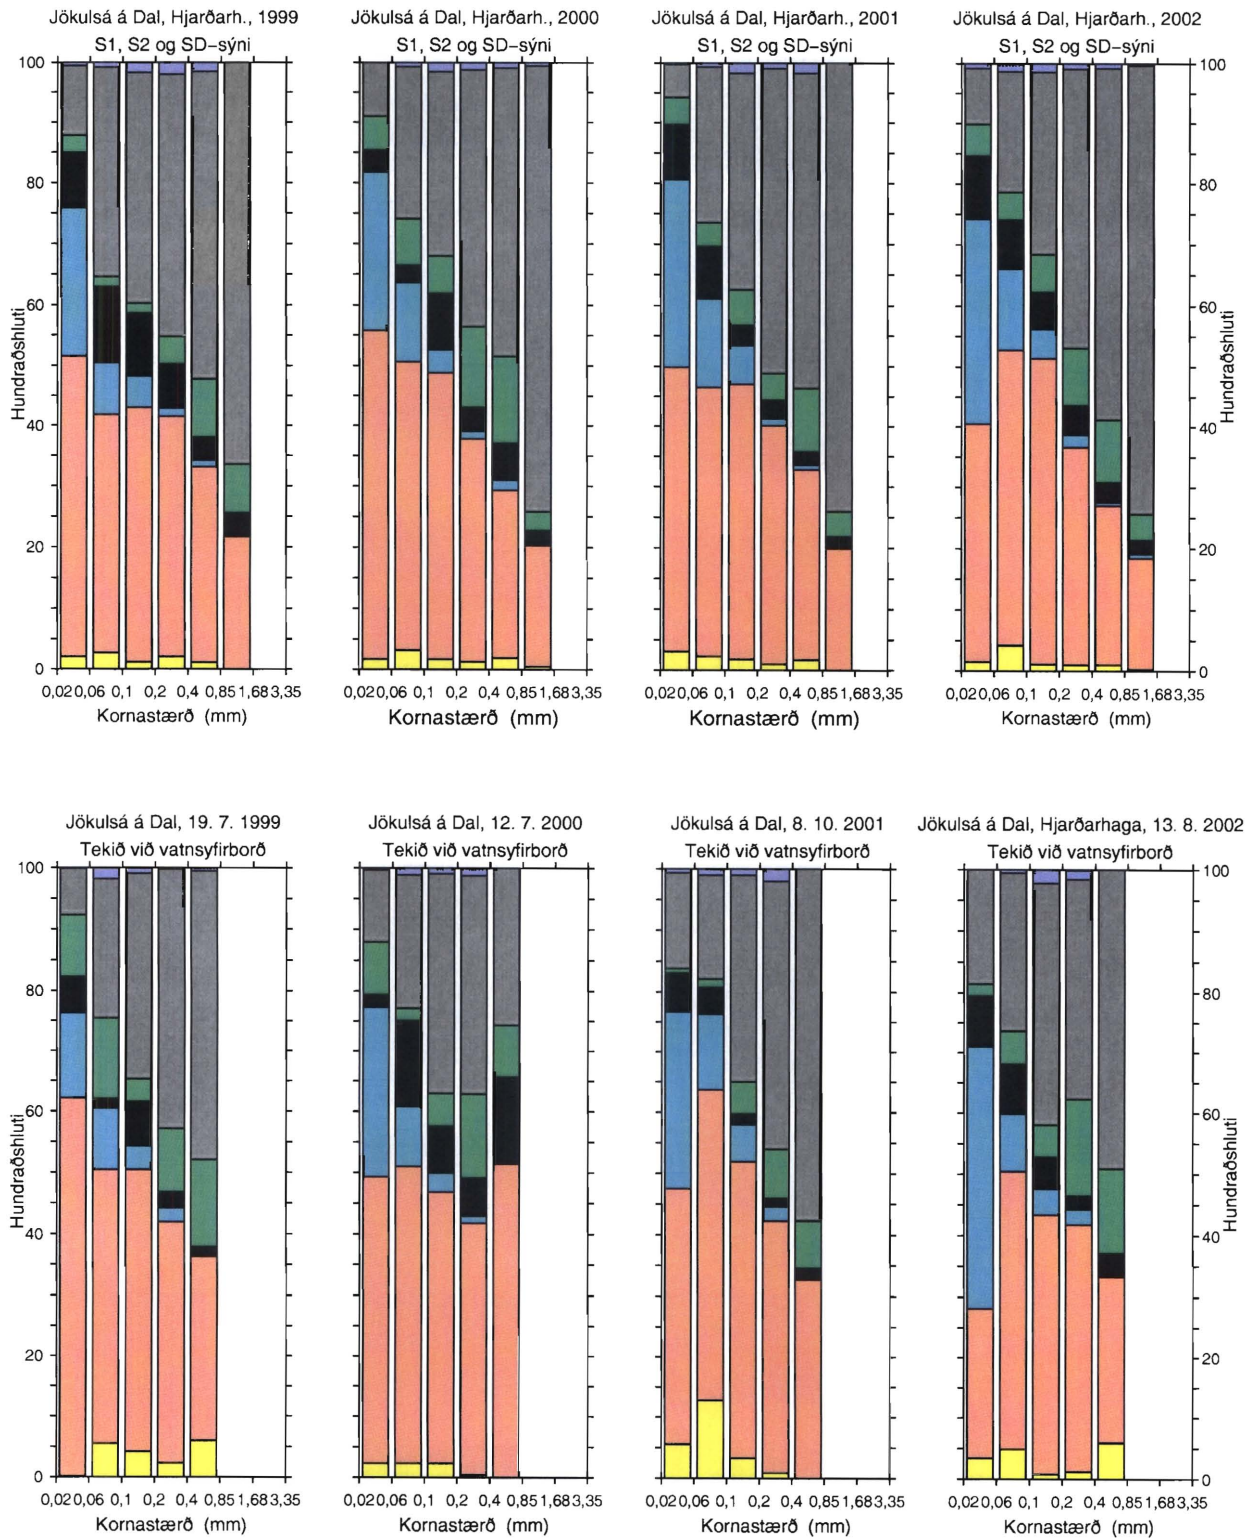 Jökulsá á Dal, Hjarðarh., 1999
S1, S2 og SD-sýni
100
80
60
40
20
0
Hundraðshluti
0,02 0,06 0,1 0,2 0,4 0,85 1,68 3,35
Kornastærð (mm)
Jökulsá á Dal, Hjarðarh., 2000
S1, S2 og SD-sýni
0,02 0,06 0,1 0,2 0,4 0,85 1,68 3,35
Kornastærð (mm)
Jökulsá á Dal, Hjarðarh., 2001
S1, S2 og SD-sýni
0,02 0,06 0,1 0,2 0,4 0,85 1,68 3,35
Kornastærð (mm)
Jökulsá á Dal, Hjarðarh., 2002
S1, S2 og SD-sýni
100
80
60
40
20
0
Hundraðshluti
0,02 0,06 0,1 0,2 0,4 0,85 1,68 3,35
Kornastærð (mm)
Jökulsá á Dal, 19. 7. 1999
Tekið við vatnsyfirborð
100
80
60
40
20
0
Hundraðshluti
0,02 0,06 0,1 0,2 0,4 0,85 1,68 3,35
Kornastærð (mm)
Jökulsá á Dal, 12. 7. 2000
Tekið við vatnsyfirborð
0,02 0,06 0,1 0,2 0,4 0,85 1,68 3,35
Kornastærð (mm)
Jökulsá á Dal, 8. 10. 2001
Tekið við vatnsyfirborð
0,02 0,06 0,1 0,2 0,4 0,85 1,68 3,35
Kornastærð (mm)
Jökulsá á Dal, Hjarðarhaga, 13. 8. 2002
Tekið við vatnsyfirborð
100
80
60
40
20
0
Hundraðshluti
0,02 0,06 0,1 0,2 0,4 0,85 1,68 3,35
Kornastærð (mm)